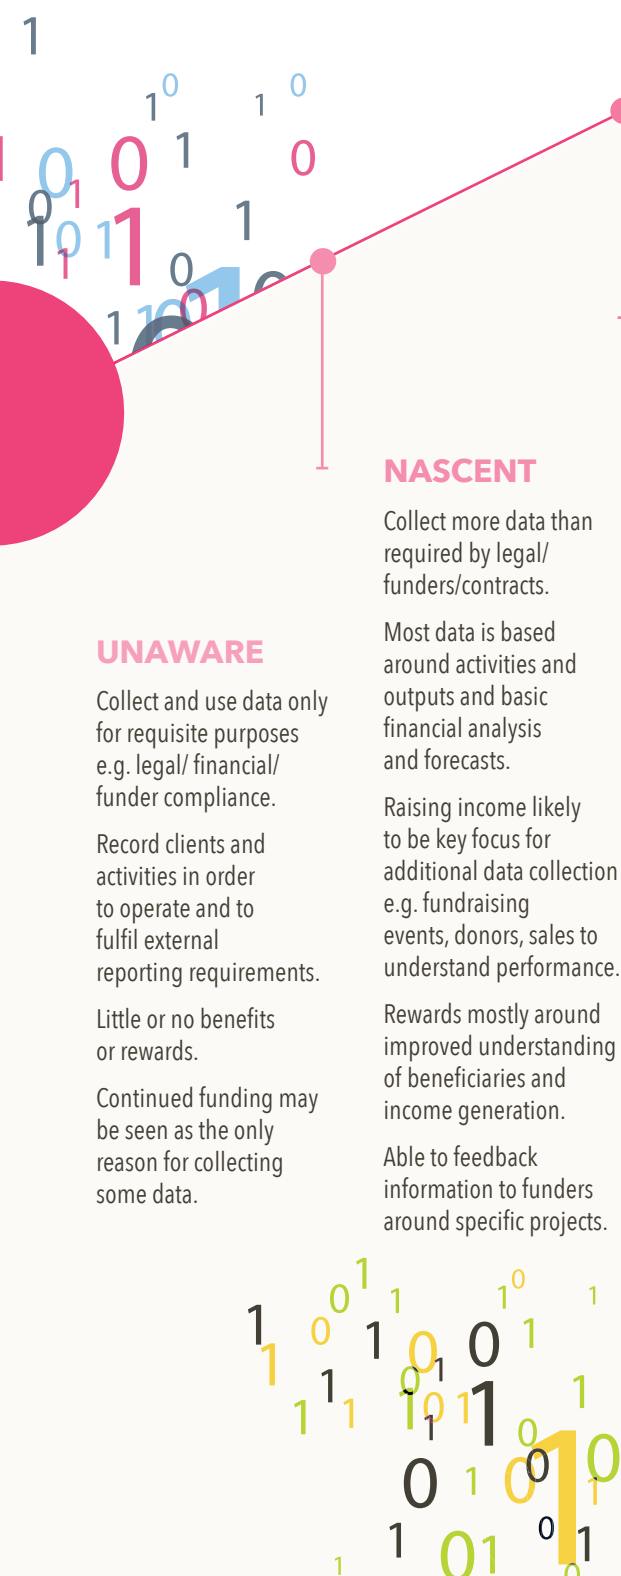 UNAWARE
Collect and use data only
for requisite purposes
e.g. legal/ financial/
funder compliance.
Record clients and
activities in order
to operate and to
fulfil external
reporting requirements.
Little or no benefits
or rewards.
Continued funding may
be seen as the only
reason for collecting
some data.
NASCENT
Collect more data than
required by legal/
funders/contracts.
Most data is based
around activities and
outputs and basic
financial analysis
and forecasts.
Raising income likely
to be key focus for
additional data collection
e.g. fundraising
events, donors, sales to
understand performance.
Rewards mostly around
improved understanding
of beneficiaries and
income generation.
Able to feedback
information to funders
around specific projects.